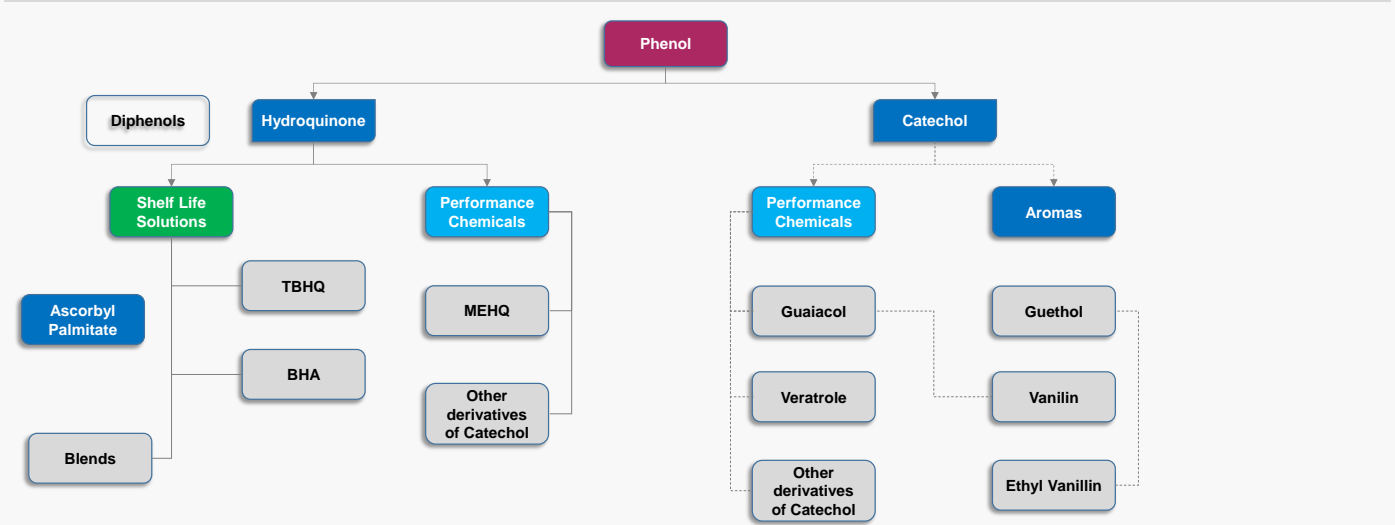 Phenol
Diphenols
Hydroquinone
Catechol
Shelf Life
Solutions
Performance
Chemicals
Performance
Chemicals
Aromas
TBHQ
Ascorbyl
Palmitate
MEHQ
Guaiacol
Guethol
BHA
Other
derivatives
of Catechol
Veratrole
Vanilin
Blends
Other
derivatives
of Catechol
Ethyl Vanillin